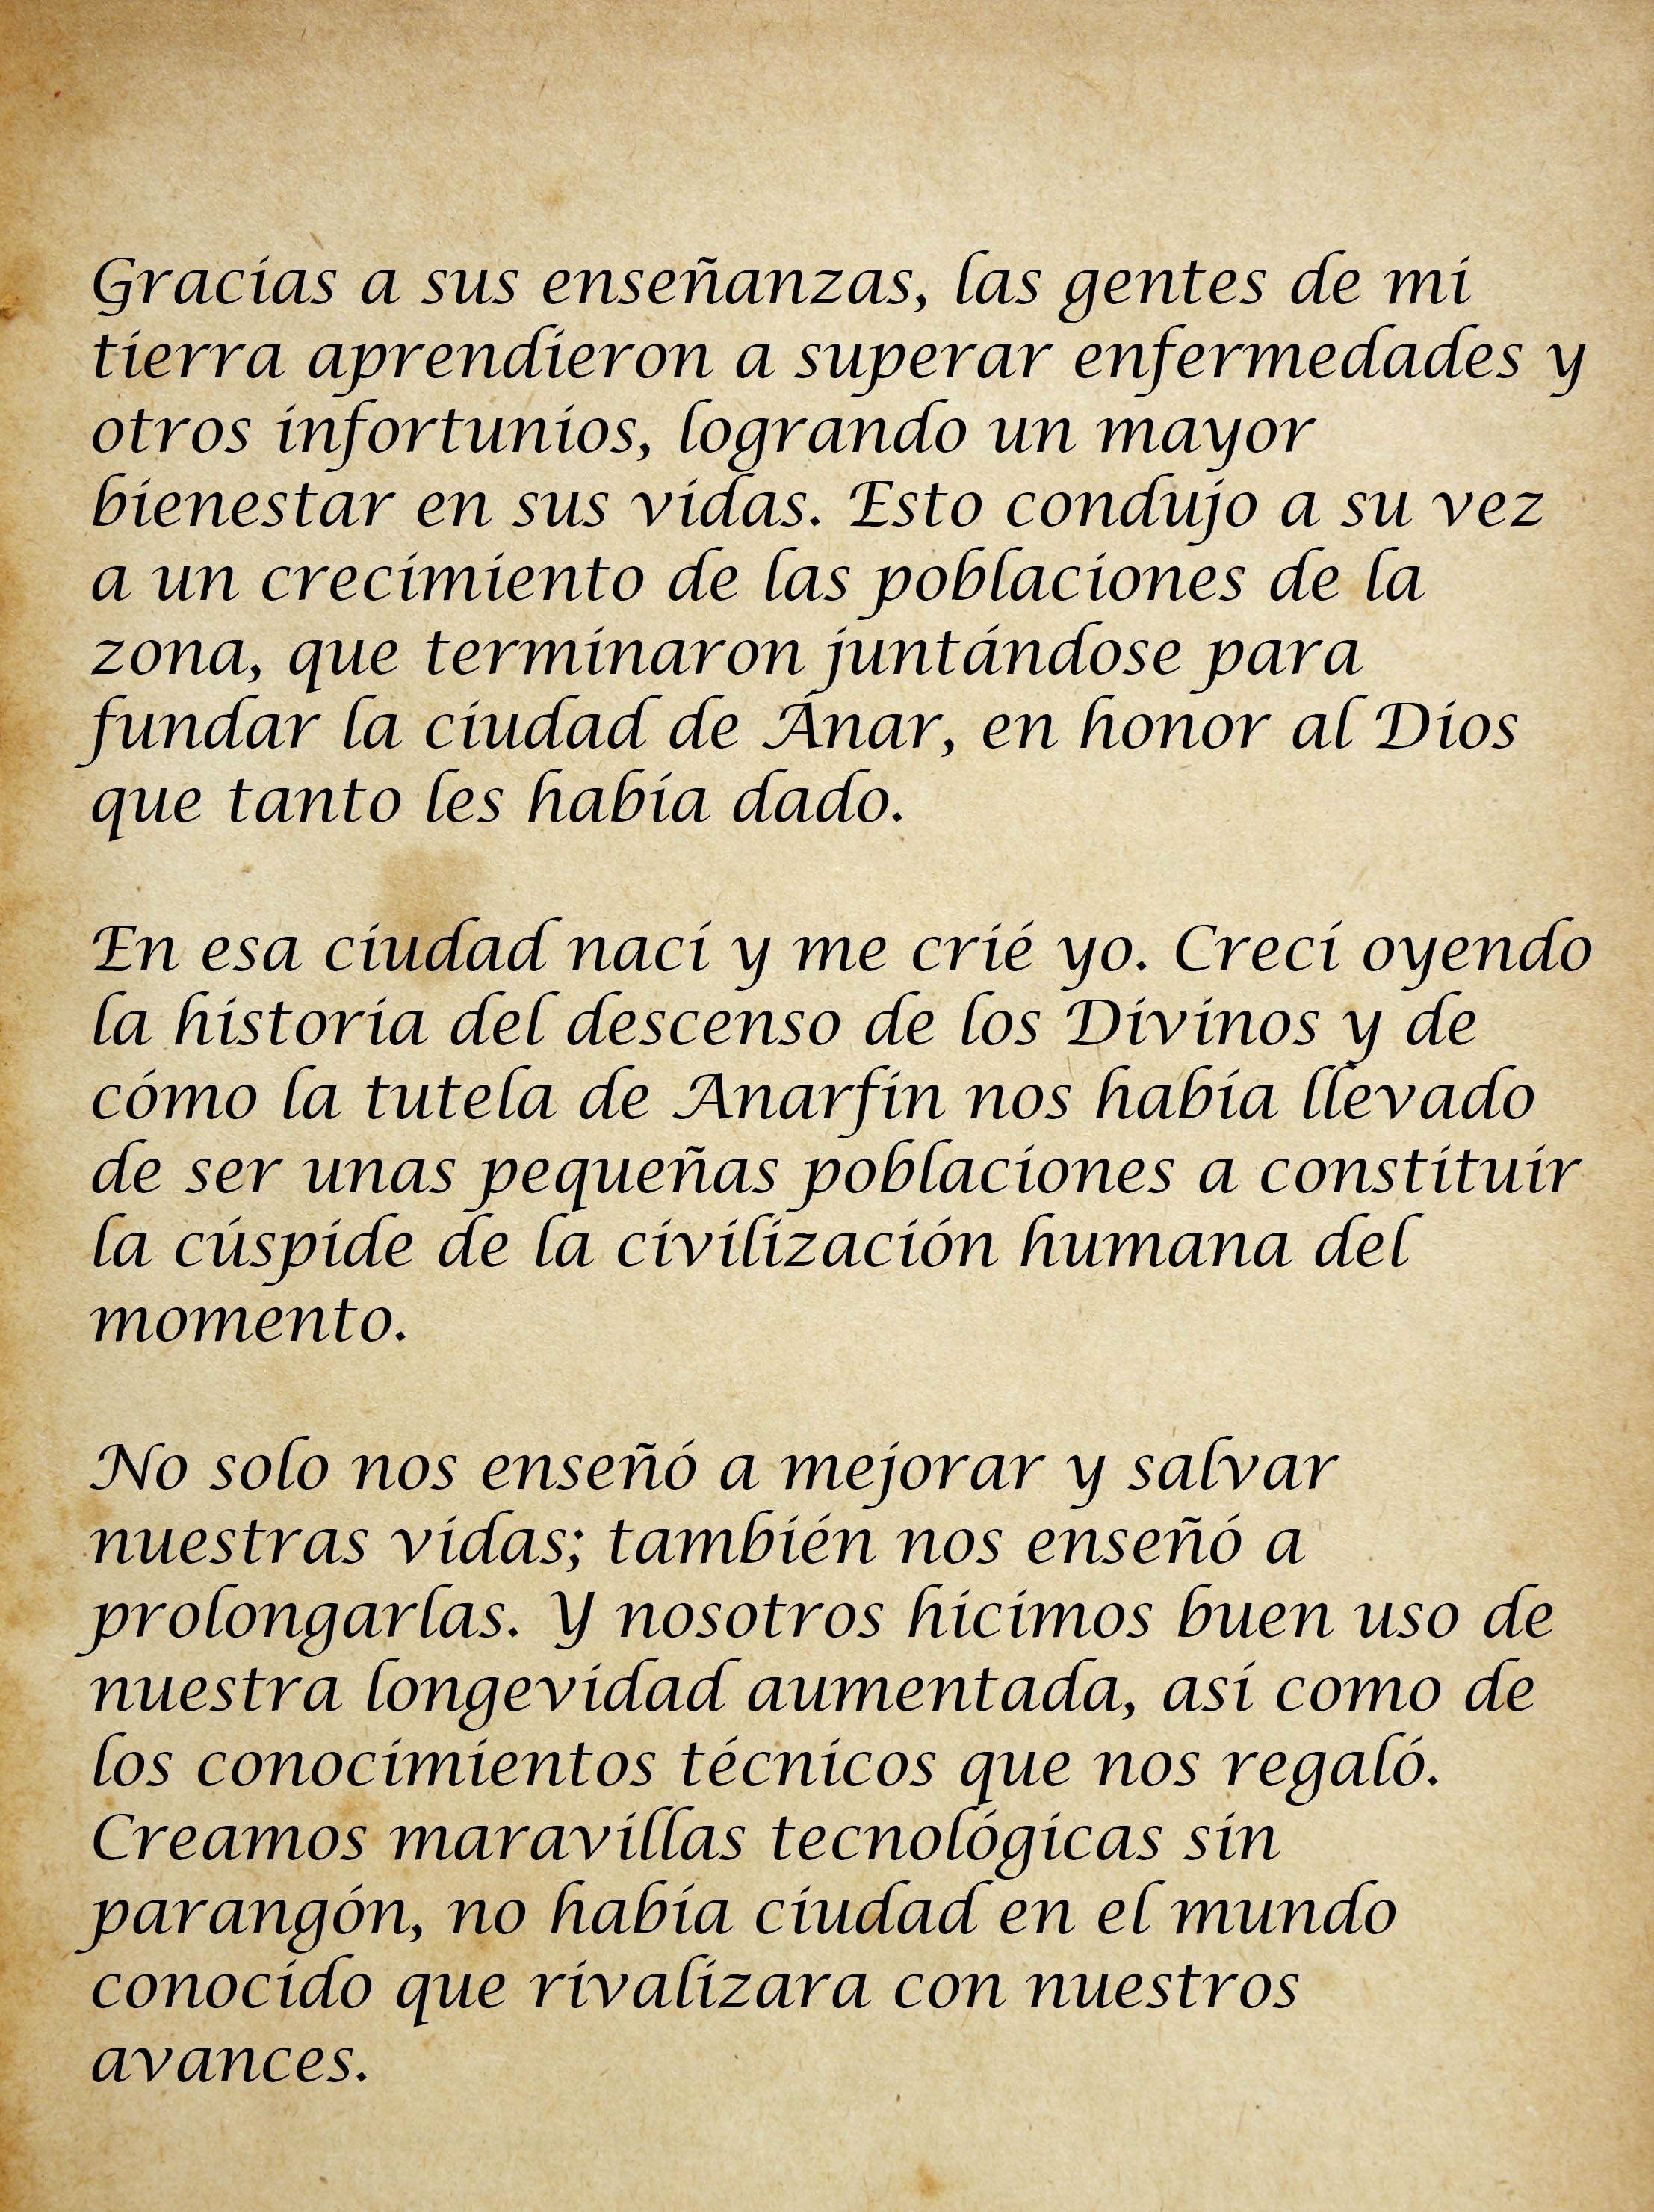 Gracias a sus enseñanzas, las gentes de mi
tierra aprendieron a superar enfermedades y
otros infortunios, logrando un mayor
bienestar en sus vidas. Esto condujo a su vez
a un crecimiento de las poblaciones de la
zona, que terminaron juntándose para
fundar la ciudad de Ánar, en honor al Dios
que tanto les había dado.

En esa ciudad nací y me crié yo. Crecí oyendo
la historia del descenso de los Divinos y de
cómo la tutela de Anarfin nos había llevado
de ser unas pequeñas poblaciones a constituir
la cúspide de la civilización humana del
momento.

No solo nos enseñó a mejorar y salvar
nuestras vidas; también nos enseñó a
prolongarlas. Y nosotros hicimos buen uso de
nuestra longevidad aumentada, así como de
los conocimientos técnicos que nos regaló.
Creamos maravillas tecnológicas sin
parangón, no había ciudad en el mundo
conocido que rivalizara con nuestros
avances.